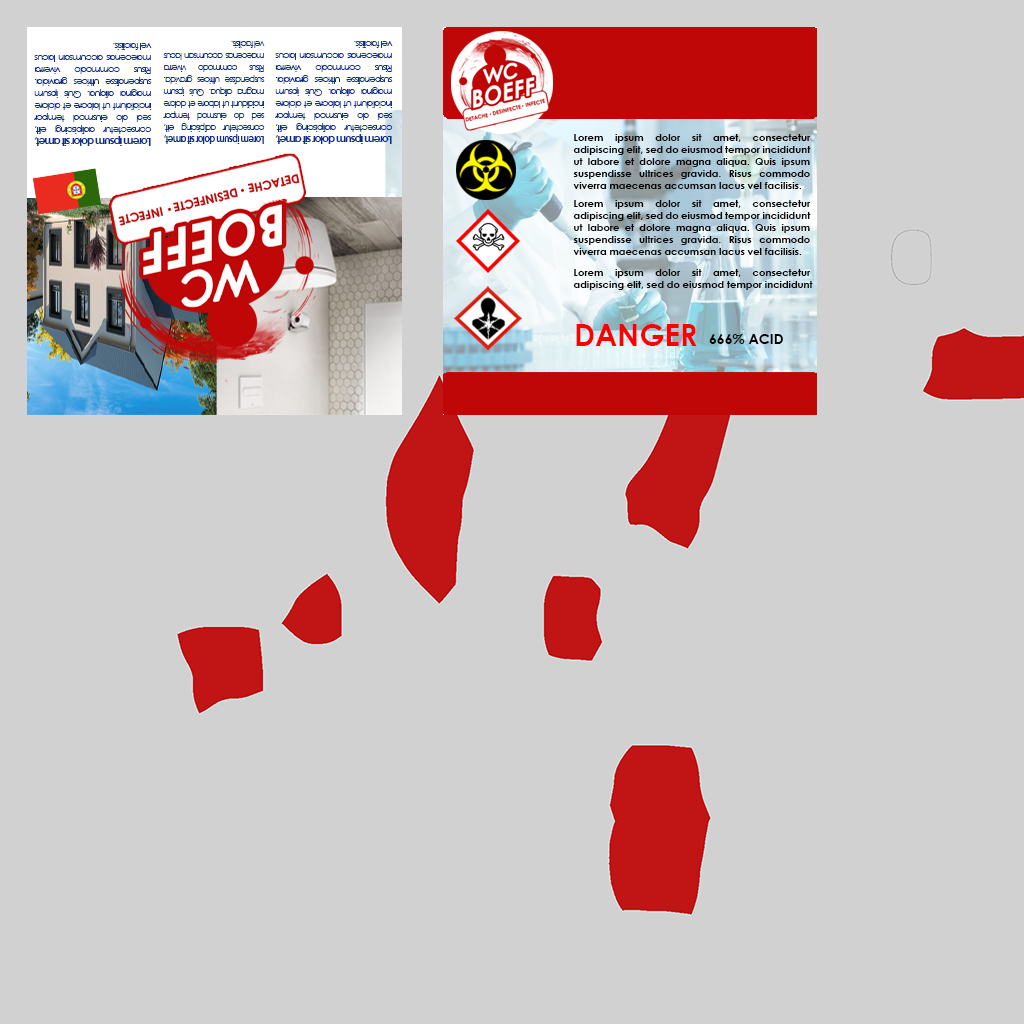 WC
BOEFF
DETACHE • DESINFECTE • INFECTE
Lorem ipsum dolor sit amet,
consectetur adipiscing elit,
sed do eiusmod tempor
incididunt ut labore et dolore
magna aliqua. Quis ipsum
suspendisse ultrices gravida.
Risus commodo viverra
maecenas accumsan lacus
vel facilisis.
Lorem ipsum dolor sit amet,
consectetur adipiscing elit,
sed do eiusmod tempor
incididunt ut labore et dolore
magna aliqua. Quis ipsum
suspendisse ultrices gravida.
Risus commodo viverra
maecenas accumsan lacus
vel facilisis.
Lorem ipsum dolor sit amet,
consectetur adipiscing elit,
sed do eiusmod tempor
incididunt ut labore et dolore
magna aliqua. Quis ipsum
suspendisse ultrices gravida.
Risus commodo viverra
maecenas accumsan lacus
vel facilisis.
WC
BOEFF
DETACHE • DESINFECTE • INFECTE
Lorem ipsum dolor sit amet, consectetur
adipiscing elit, sed do eiusmod tempor incididunt
ut labore et dolore magna aliqua. Quis ipsum
suspendisse ultrices gravida. Risus commodo
viverra maecenas accumsan lacus vel facilisis.
Lorem ipsum dolor sit amet, consectetur
adipiscing elit, sed do eiusmod tempor incididunt
ut labore et dolore magna aliqua. Quis ipsum
suspendisse ultrices gravida. Risus commodo
viverra maecenas accumsan lacus vel facilisis.
Lorem ipsum dolor sit amet, consectetur
adipiscing elit, sed do eiusmod tempor incididunt
DANGER 666% ACID